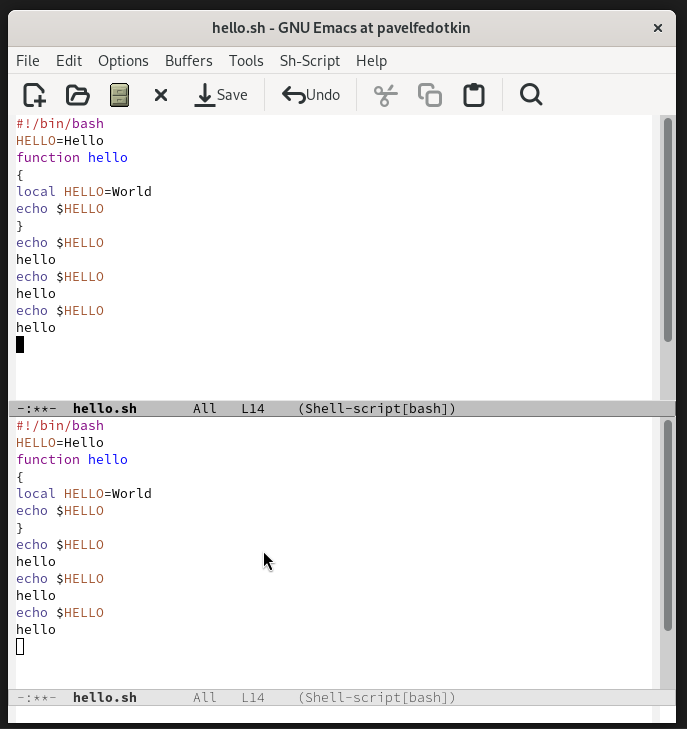 hello.sh - GNU Emacs at pavelfedotkin
File Edit Options Buffers Tools Sh-Script Help
Save Undo
#!/bin/bash
HELLO=Hello
function hello
{
local HELLO=World
echo $HELLO
}
echo $HELLO
hello
echo $HELLO
hello
echo $HELLO
hello
-:**- hello.sh All L14 (Shell-script[bash])
#!/bin/bash
HELLO=Hello
function hello
{
local HELLO=World
echo $HELLO
}
echo $HELLO
hello
echo $HELLO
hello
echo $HELLO
hello
-:**- hello.sh All L14 (Shell-script[bash])